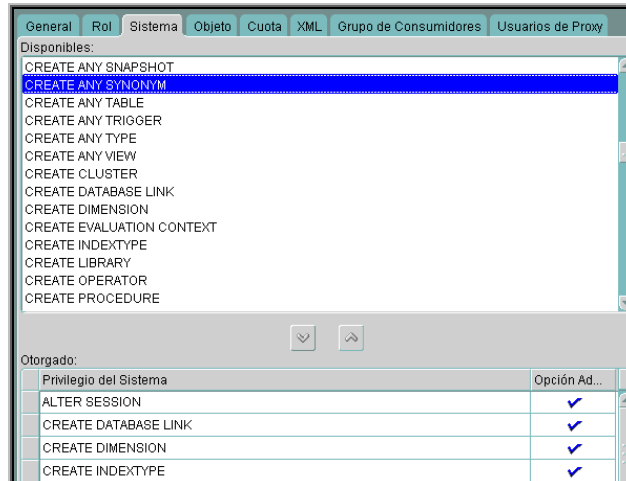 General Rol Sistema Objeto Cuota XML Grupo de Consumidores Usuarios de Proxy
Disponibles:
CREATE ANY SNAPSHOT
CREATE ANY SYNONYM
CREATE ANY TABLE
CREATE ANY TRIGGER
CREATE ANY TYPE
CREATE ANY VIEW
CREATE CLUSTER
CREATE DATABASE LINK
CREATE DIMENSION
CREATE EVALUATION CONTEXT
CREATE INDEXTYPE
CREATE LIBRARY
CREATE OPERATOR
CREATE PROCEDURE
Otorgado:
Privilegio del Sistema Opción Ad...
ALTER SESSION
CREATE DATABASE LINK
CREATE DIMENSION
CREATE INDEXTYPE